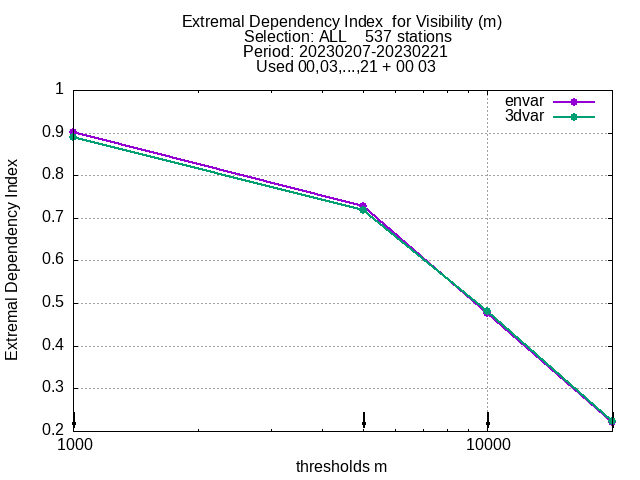 Extremal Dependency Index  for Visibility (m)
Selection: ALL    537 stations
Period: 20230207-20230221
Used 00,03,...,21 + 00 03
envar
3dvar
Extremal Dependency Index
1
0.9
0.8
0.7
0.6
0.5
0.4
0.3
0.2
1000
10000
thresholds m